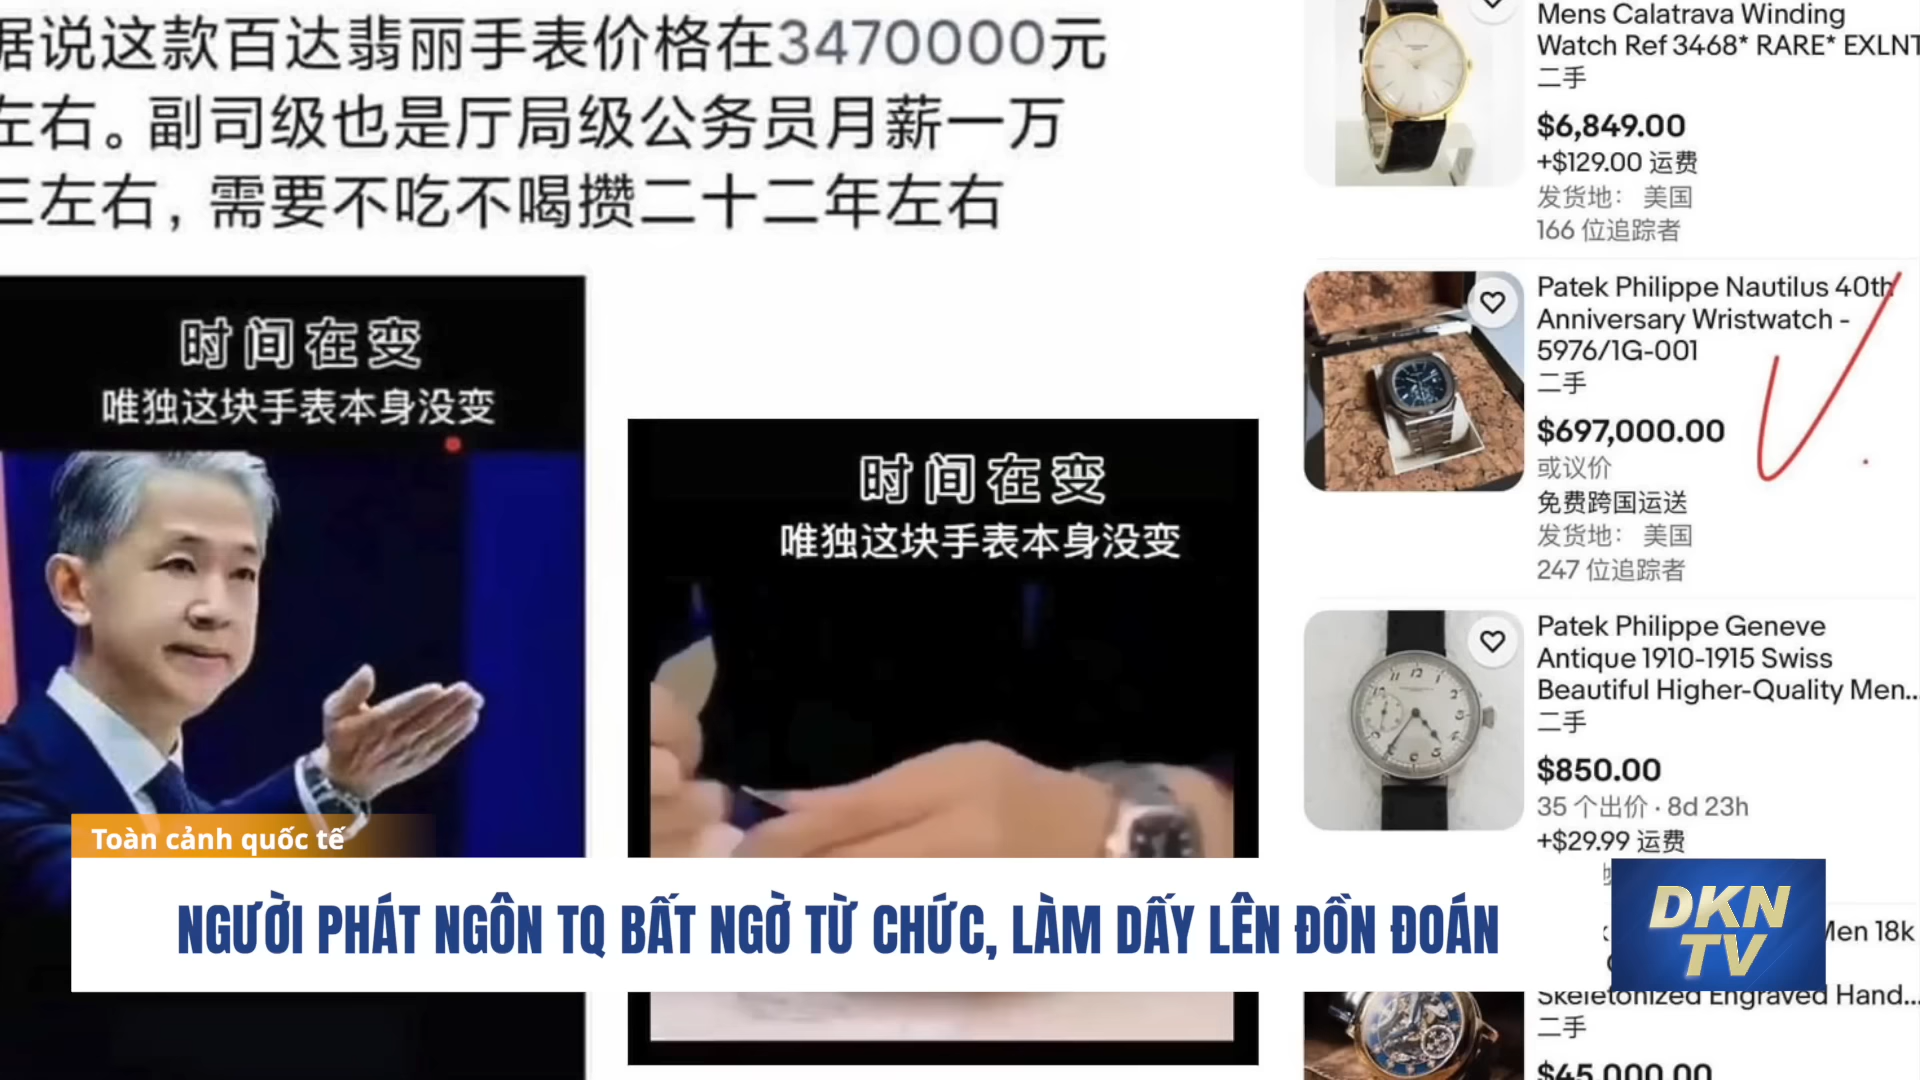 据说这款百达翡丽手表价格在3470000元
左右。副司级也是厅局级公务员月薪一万
三左右，需要不吃不喝攒二十二年左右
时间在变
唯独这块手表本身没变
时间在变
唯独这块手表本身没变
Mens Calatrava Winding
Watch Ref 3468* RARE* EXLNT
二手
$6,849.00
+$129.00 运费
发货地： 美国
166 位追踪者
Patek Philippe Nautilus 40th
Anniversary Wristwatch -
5976/1G-001
二手
$697,000.00
或议价
免费跨国运送
发货地： 美国
247 位追踪者
Patek Philippe Geneve
Antique 1910-1915 Swiss
Beautiful Higher-Quality Men...
二手
$850.00
35 个出价 · 8d 23h
+$29.99 运费
Men 18k
Skeletonized Engraved Hand...
二手
$45,000.00
Toàn cảnh quốc tế
NGƯỜI PHÁT NGÔN TQ BẤT NGỜ TỪ CHỨC, LÀM DẤY LÊN ĐỒN ĐOÁN
DKN
TV